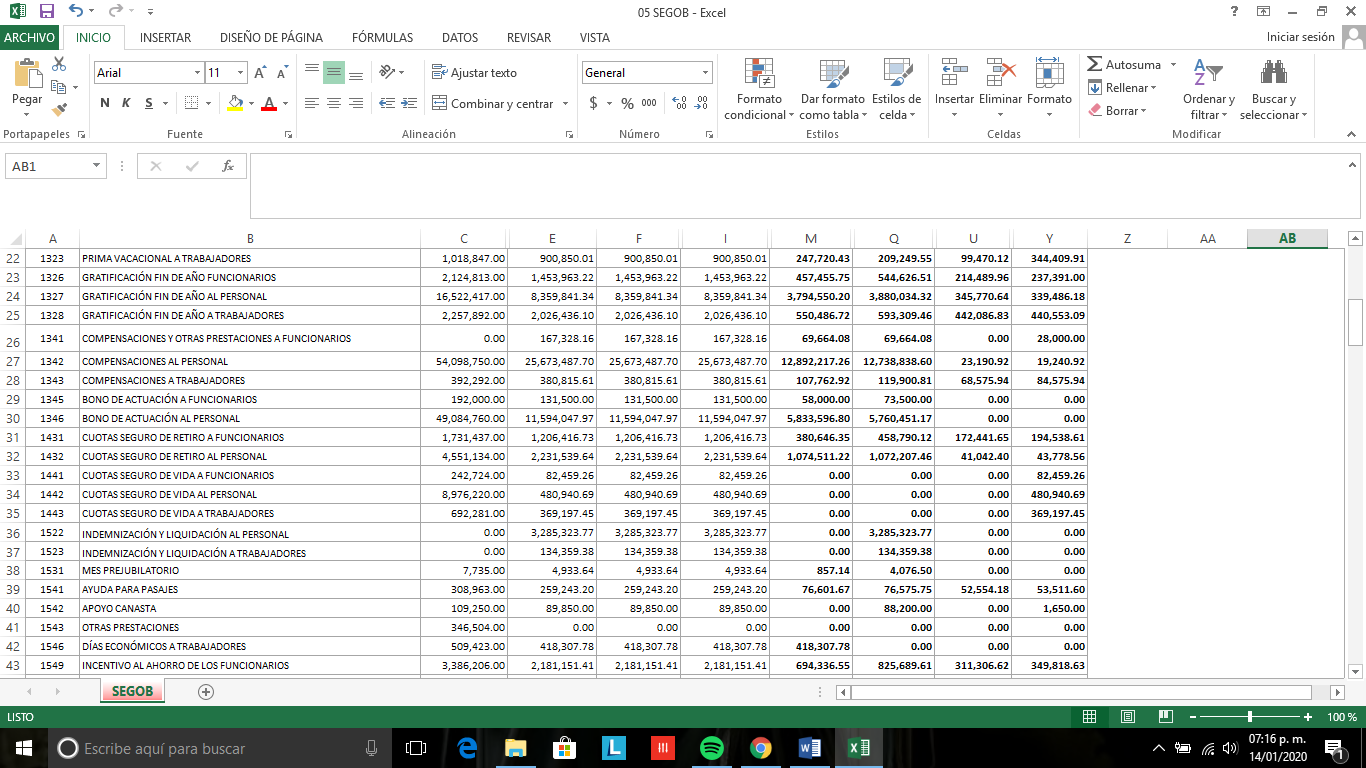 05 SEGOB - Excel
ARCHIVO INICIO INSERTAR DISEÑO DE PÁGINA FÓRMULAS DATOS REVISAR VISTA Iniciar sesión
Arial 11 Ajustar texto General Autosuma
Pegar Formato Dar formato Estilos de Insertar Eliminar Formato Rellenar Ordenar y Buscar y
N K S Combinar y centrar $ % 000 condicional como tabla celda Borrar filtrar seleccionar
Portapapeles Fuente Alineación Número Estilos Celdas Modificar
AB1 fx
A B C E F I M Q U Y Z AA AB
22 1323 PRIMA VACACIONAL A TRABAJADORES 1,018,847.00 900,850.01 900,850.01 900,850.01 247,720.43 209,249.55 99,470.12 344,409.91
23 1326 GRATIFICACIÓN FIN DE AÑO FUNCIONARIOS 2,124,813.00 1,453,963.22 1,453,963.22 1,453,963.22 457,455.75 544,626.51 214,489.96 237,391.00
24 1327 GRATIFICACIÓN FIN DE AÑO AL PERSONAL 16,522,417.00 8,359,841.34 8,359,841.34 8,359,841.34 3,794,550.20 3,880,034.32 345,770.64 339,486.18
25 1328 GRATIFICACIÓN FIN DE AÑO A TRABAJADORES 2,257,892.00 2,026,436.10 2,026,436.10 2,026,436.10 550,486.72 593,309.46 442,086.83 440,553.09
26 1341 COMPENSACIONES Y OTRAS PRESTACIONES A FUNCIONARIOS 0.00 167,328.16 167,328.16 167,328.16 69,664.08 69,664.08 0.00 28,000.00
27 1342 COMPENSACIONES AL PERSONAL 54,098,750.00 25,673,487.70 25,673,487.70 25,673,487.70 12,892,217.26 12,738,838.60 23,190.92 19,240.92
28 1343 COMPENSACIONES A TRABAJADORES 392,292.00 380,815.61 380,815.61 380,815.61 107,762.92 119,900.81 68,575.94 84,575.94
29 1345 BONO DE ACTUACIÓN A FUNCIONARIOS 192,000.00 131,500.00 131,500.00 131,500.00 58,000.00 73,500.00 0.00 0.00
30 1346 BONO DE ACTUACIÓN AL PERSONAL 49,084,760.00 11,594,047.97 11,594,047.97 11,594,047.97 5,833,596.80 5,760,451.17 0.00 0.00
31 1431 CUOTAS SEGURO DE RETIRO A FUNCIONARIOS 1,731,437.00 1,206,416.73 1,206,416.73 1,206,416.73 380,646.35 458,790.12 172,441.65 194,538.61
32 1432 CUOTAS SEGURO DE RETIRO AL PERSONAL 4,551,134.00 2,231,539.64 2,231,539.64 2,231,539.64 1,074,511.22 1,072,207.46 41,042.40 43,778.56
33 1441 CUOTAS SEGURO DE VIDA A FUNCIONARIOS 242,724.00 82,459.26 82,459.26 82,459.26 0.00 0.00 0.00 82,459.26
34 1442 CUOTAS SEGURO DE VIDA AL PERSONAL 8,976,220.00 480,940.69 480,940.69 480,940.69 0.00 0.00 0.00 480,940.69
35 1443 CUOTAS SEGURO DE VIDA A TRABAJADORES 692,281.00 369,197.45 369,197.45 369,197.45 0.00 0.00 0.00 369,197.45
36 1522 INDEMNIZACIÓN Y LIQUIDACIÓN AL PERSONAL 0.00 3,285,323.77 3,285,323.77 3,285,323.77 0.00 3,285,323.77 0.00 0.00
37 1523 INDEMNIZACIÓN Y LIQUIDACIÓN A TRABAJADORES 0.00 134,359.38 134,359.38 134,359.38 0.00 134,359.38 0.00 0.00
38 1531 MES PREJUBILATORIO 7,735.00 4,933.64 4,933.64 4,933.64 857.14 4,076.50 0.00 0.00
39 1541 AYUDA PARA PASAJES 308,963.00 259,243.20 259,243.20 259,243.20 76,601.67 76,575.75 52,554.18 53,511.60
40 1542 APOYO CANASTA 109,250.00 89,850.00 89,850.00 89,850.00 0.00 88,200.00 0.00 1,650.00
41 1543 OTRAS PRESTACIONES 346,504.00 0.00 0.00 0.00 0.00 0.00 0.00 0.00
42 1546 DÍAS ECONÓMICOS A TRABAJADORES 509,423.00 418,307.78 418,307.78 418,307.78 418,307.78 0.00 0.00 0.00
43 1549 INCENTIVO AL AHORRO DE LOS FUNCIONARIOS 3,386,206.00 2,181,151.41 2,181,151.41 2,181,151.41 694,336.55 825,689.61 311,306.62 349,818.63
SEGOB
LISTO 100 %
Escribe aquí para buscar 07:16 p. m.
14/01/2020